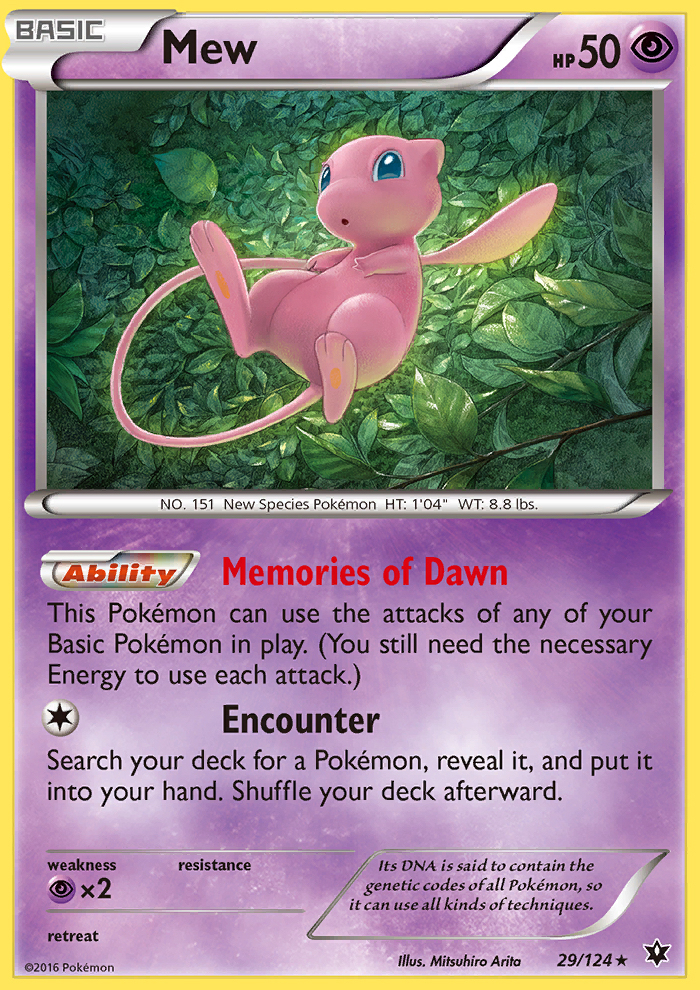 BASIC
Mew
HP50
NO. 151 New Species Pokémon HT: 1'04" WT: 8.8 lbs.
Ability Memories of Dawn
This Pokémon can use the attacks of any of your
Basic Pokémon in play. (You still need the necessary
Energy to use each attack.)
Encounter
Search your deck for a Pokémon, reveal it, and put it
into your hand. Shuffle your deck afterward.
weakness resistance
×2
Its DNA is said to contain the
genetic codes of all Pokémon, so
it can use all kinds of techniques.
retreat
©2016 Pokémon
Illus. Mitsuhiro Arita
29/124 ★